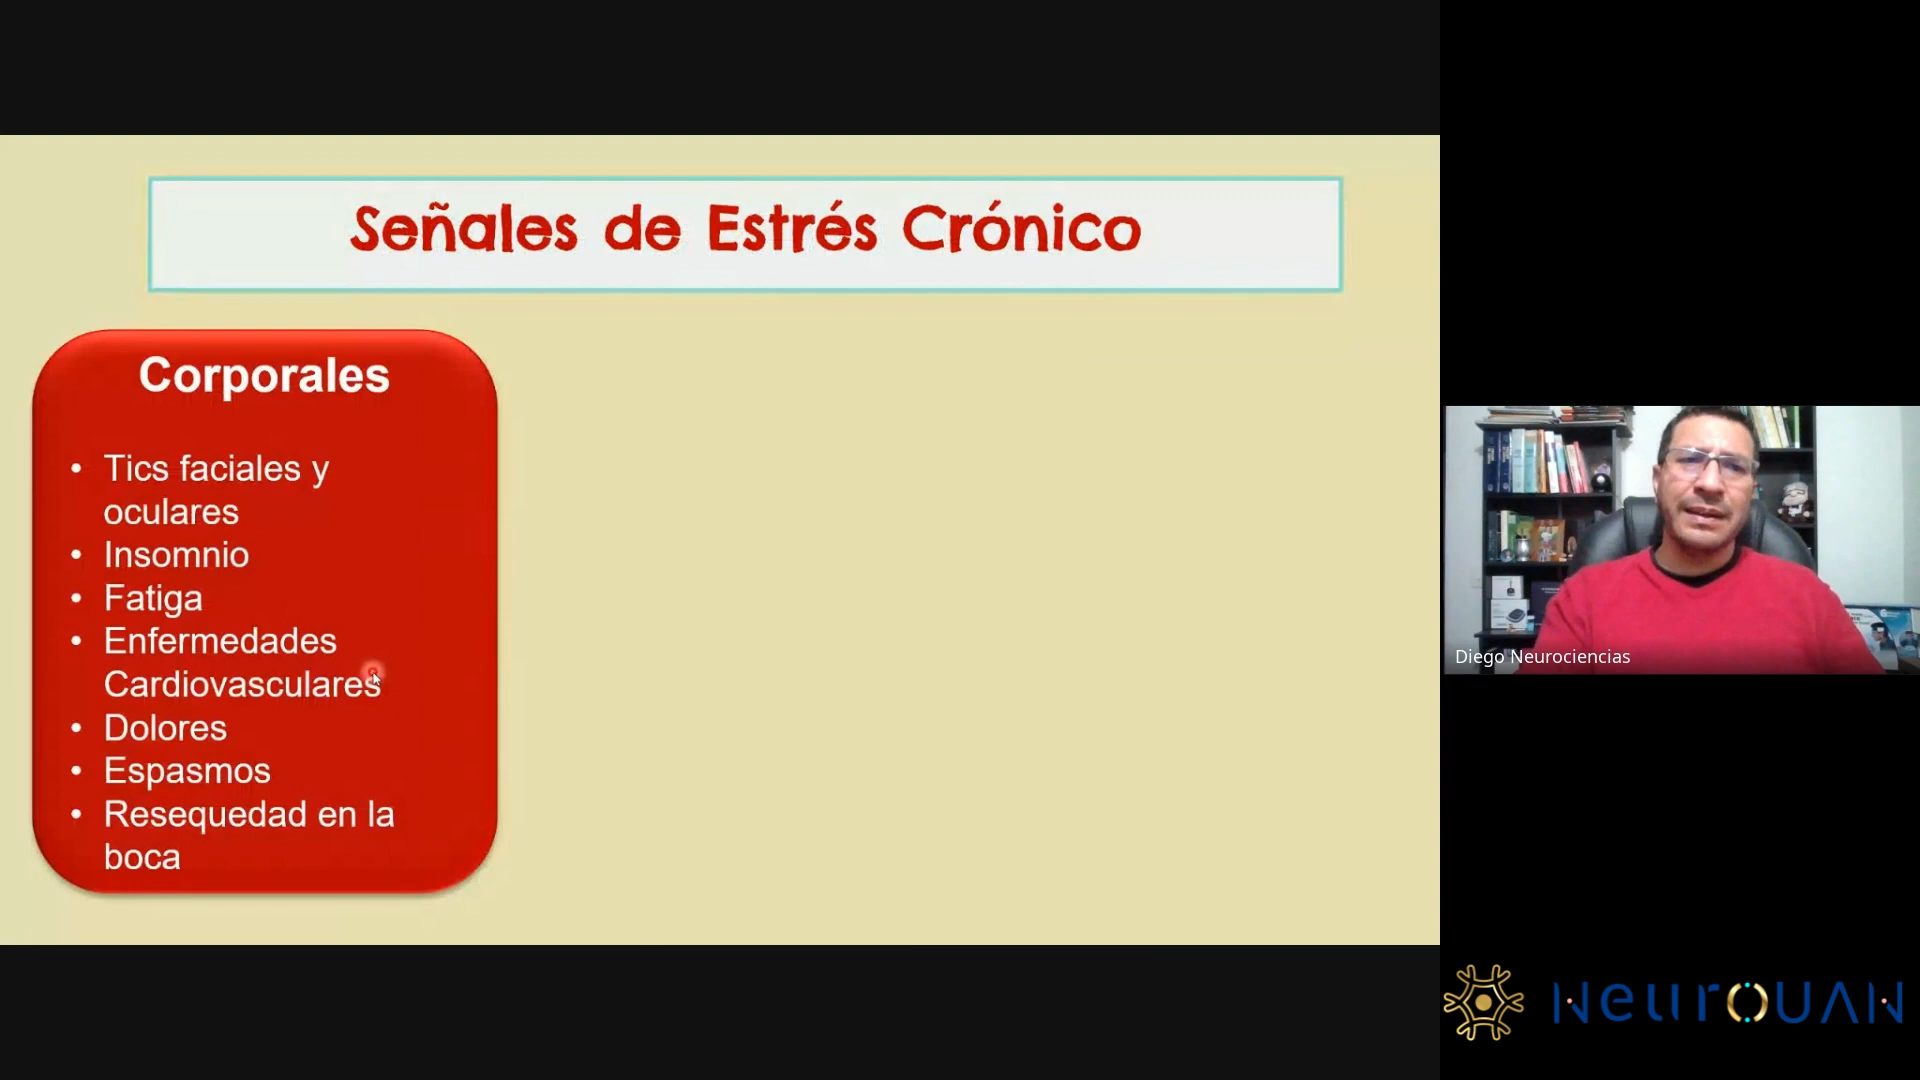 Señales de Estrés Crónico
Corporales
• Tics faciales y
oculares
• Insomnio
• Fatiga
• Enfermedades
Cardiovasculares
• Dolores
• Espasmos
• Resequedad en la
boca
Diego Neurociencias
NeurOUAN